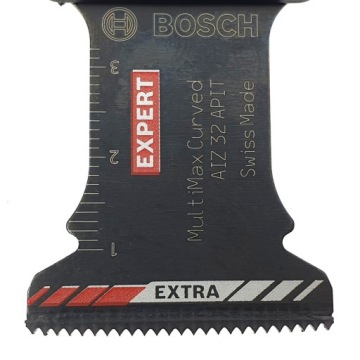 BOSCH
3
2
1
EXPERT
MultiMax Curved
AIZ 32 APIT
Swiss Made
EXTRA